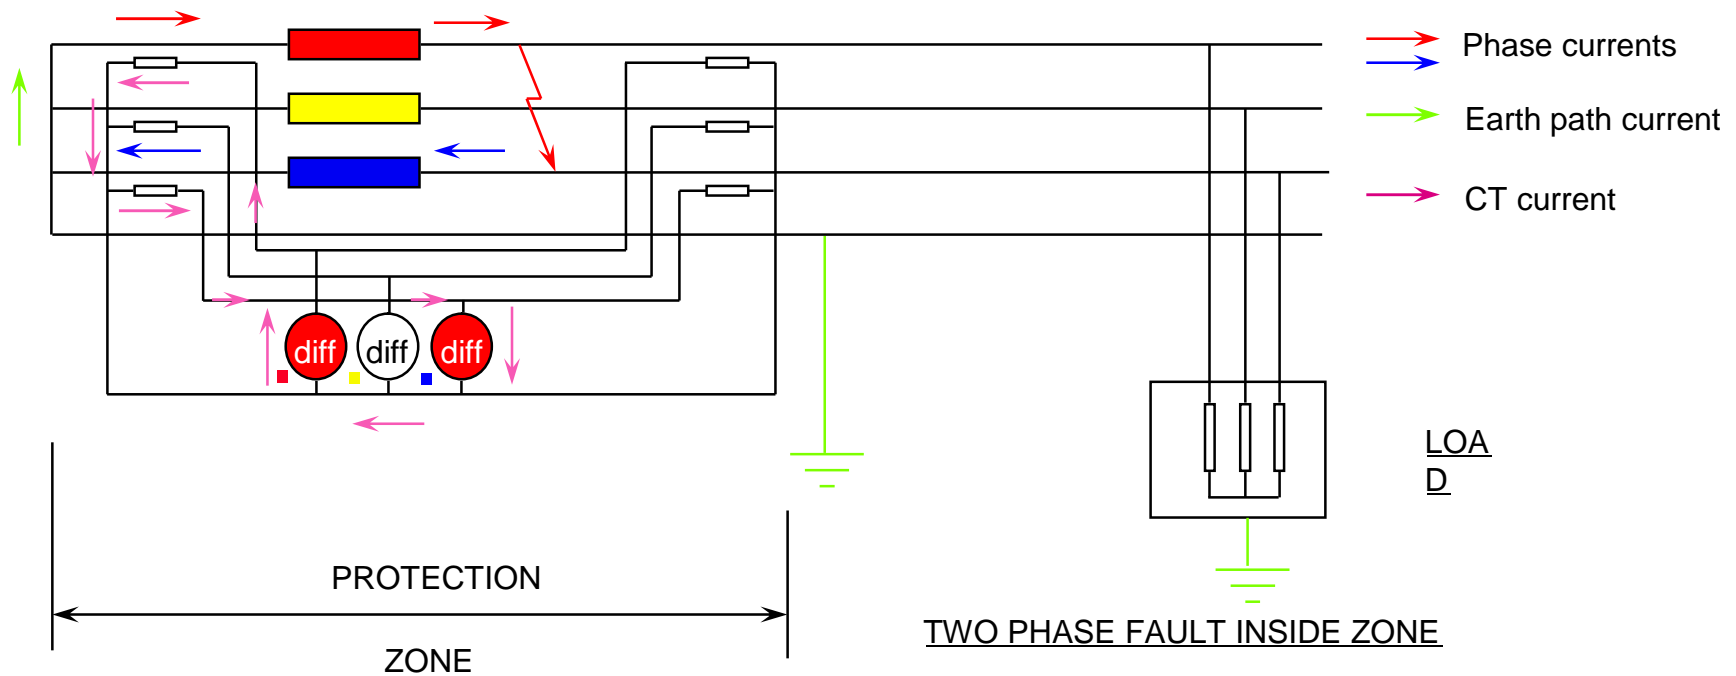 Phase currents
Earth path current
CT current
diff diff diff
LOA
D
PROTECTION
ZONE
TWO PHASE FAULT INSIDE ZONE